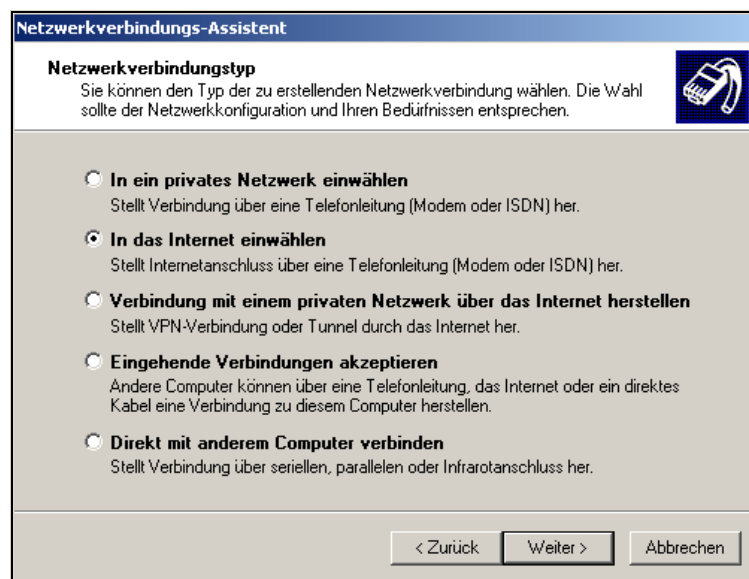 Netzwerkverbindungs-Assistent
Netzwerkverbindungstyp
Sie können den Typ der zu erstellenden Netzwerkverbindung wählen. Die Wahl
sollte der Netzwerkkonfiguration und Ihren Bedürfnissen entsprechen.
In ein privates Netzwerk einwählen
Stellt Verbindung über eine Telefonleitung (Modem oder ISDN) her.
In das Internet einwählen
Stellt Internetanschluss über eine Telefonleitung (Modem oder ISDN) her.
Verbindung mit einem privaten Netzwerk über das Internet herstellen
Stellt VPN-Verbindung oder Tunnel durch das Internet her.
Eingehende Verbindungen akzeptieren
Andere Computer können über eine Telefonleitung, das Internet oder ein direktes
Kabel eine Verbindung zu diesem Computer herstellen.
Direkt mit anderem Computer verbinden
Stellt Verbindung über seriellen, parallelen oder Infrarotanschluss her.
< Zurück Weiter > Abbrechen